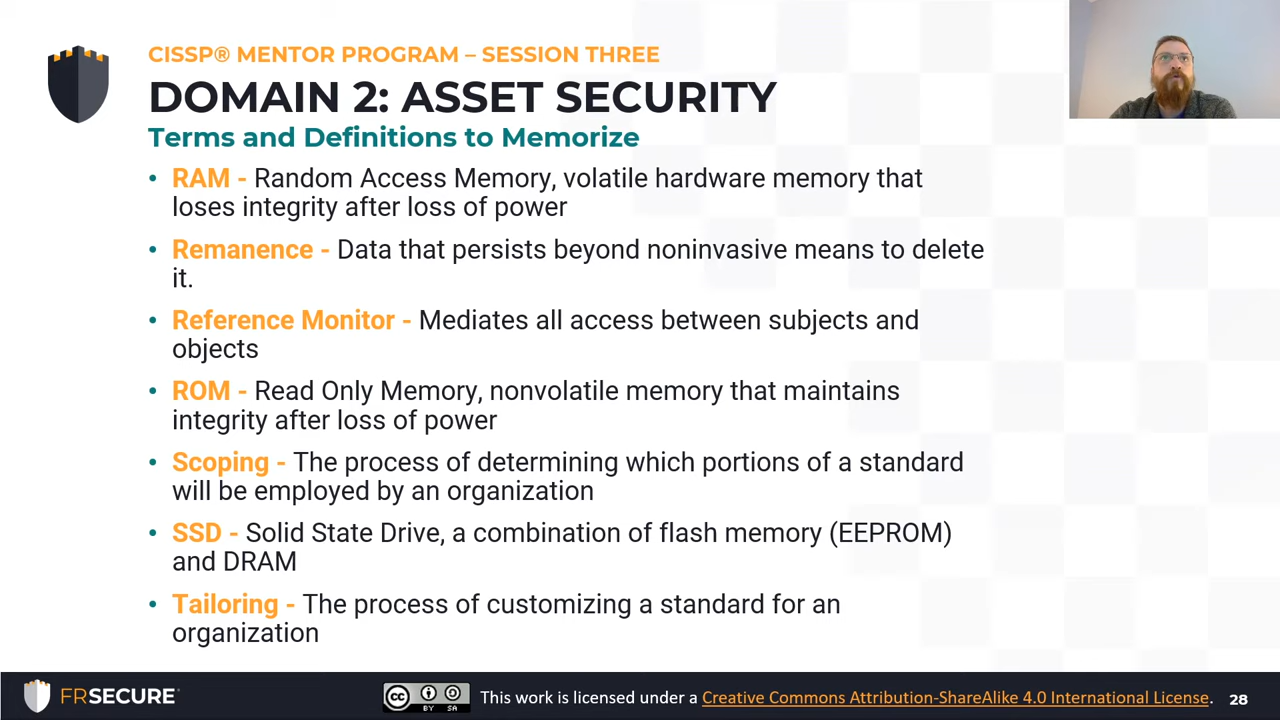 CISSP® MENTOR PROGRAM – SESSION THREE
DOMAIN 2: ASSET SECURITY
Terms and Definitions to Memorize
• RAM - Random Access Memory, volatile hardware memory that
loses integrity after loss of power
• Remanence - Data that persists beyond noninvasive means to delete
it.
• Reference Monitor - Mediates all access between subjects and
objects
• ROM - Read Only Memory, nonvolatile memory that maintains
integrity after loss of power
• Scoping - The process of determining which portions of a standard
will be employed by an organization
• SSD - Solid State Drive, a combination of flash memory (EEPROM)
and DRAM
• Tailoring - The process of customizing a standard for an
organization
FRSECURE
cc BY SA
This work is licensed under a Creative Commons Attribution-ShareAlike 4.0 International License.
28